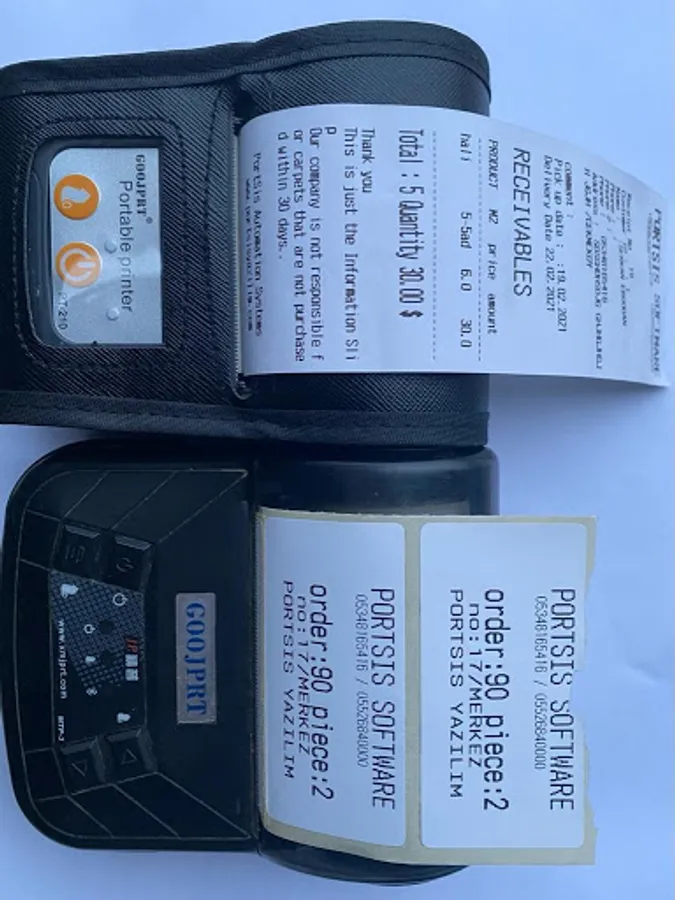 PORTSIS SOFTWARE
COMMENT :
Pick up date : :19.02.2021
Delivery Date 22.02.2021
RECEIVABLES
PRODUCT M2 price amount
hali 5-5ad 6.0 30.0
Total : 5 Quantity 30.00 $
Thank you
This is just the Information Sli
p
Our company is not responsible f
or carpets that are not purchase
d within 30 days..
PortSis Automation Systems
GOOJPRT®
Portable printer
PT-210
GOOJPRT
www.xmjprt.com
MTP-3
PORTSIS SOFTWARE
05348165416 / 05526840000
order:90 piece:2
no:17/MERKEZ
PORTSIS YAZILIM
PORTSIS SOFTWARE
05348165416 / 05526840000
order:90 piece:2
no:17/MERKEZ
PORTSIS YAZILIM